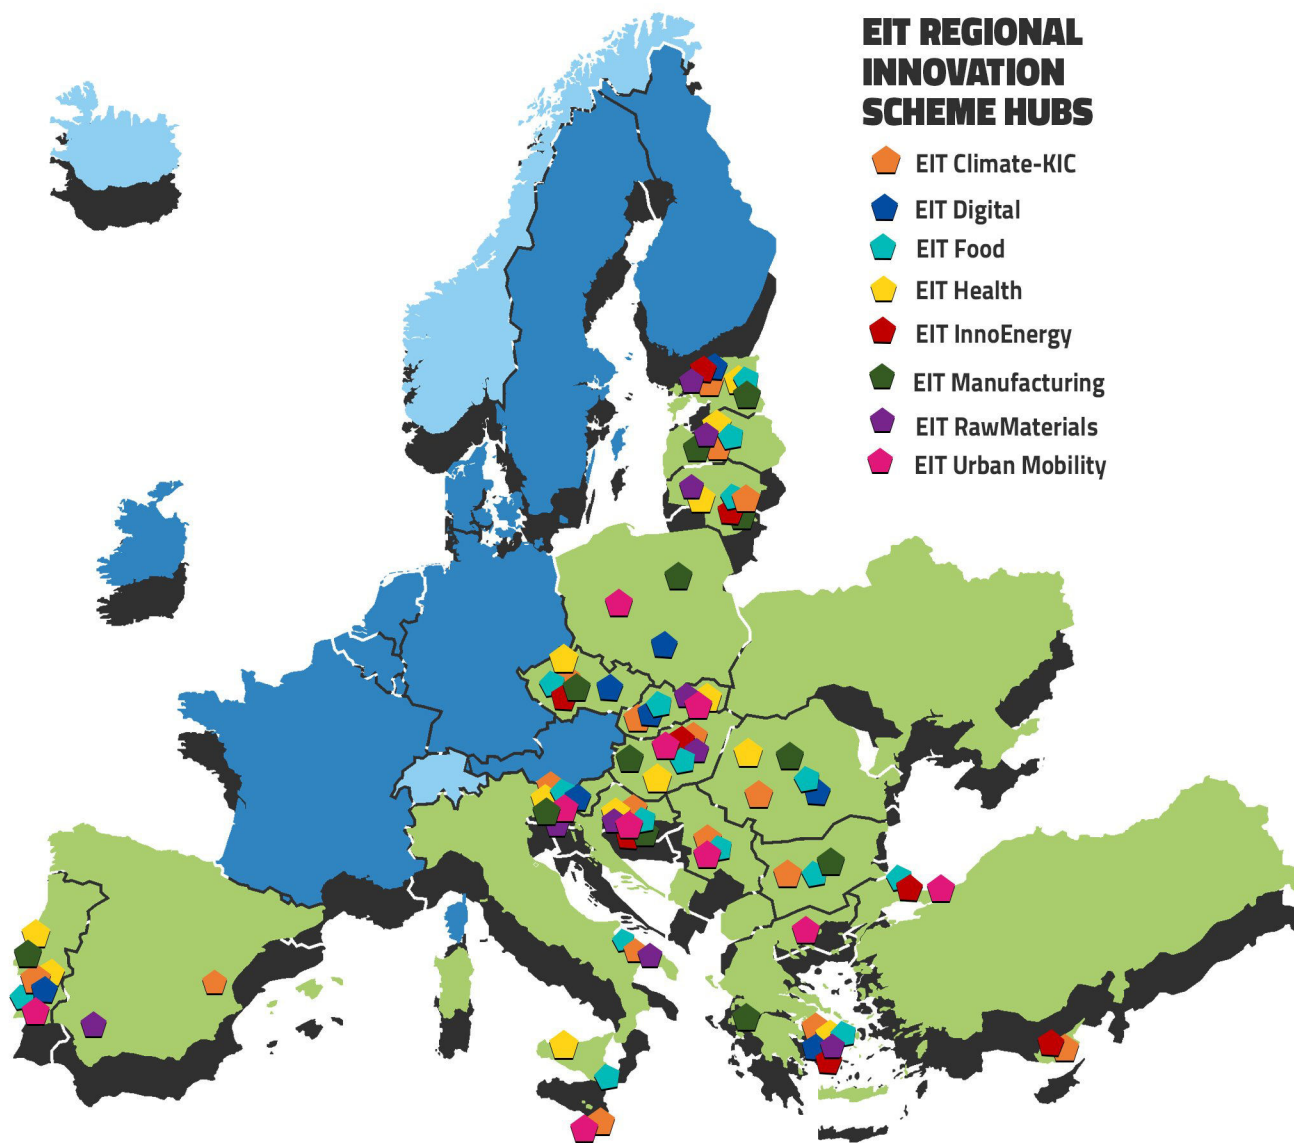 EIT REGIONAL
INNOVATION
SCHEME HUBS
EIT Climate-KIC
EIT Digital
EIT Food
EIT Health
EIT InnoEnergy
EIT Manufacturing
EIT RawMaterials
EIT Urban Mobility